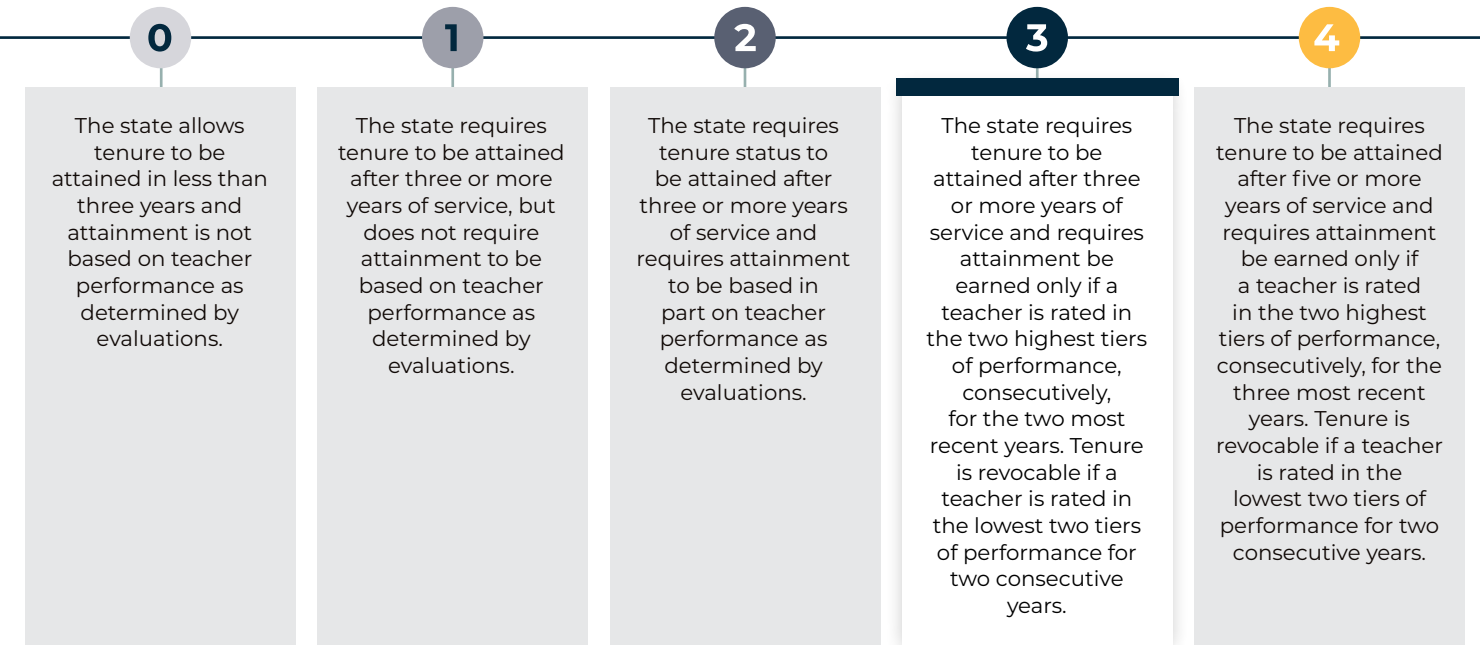 0
The state allows
tenure to be
attained in less than
three years and
attainment is not
based on teacher
performance as
determined by
evaluations.
1
The state requires
tenure to be attained
after three or more
years of service, but
does not require
attainment to be
based on teacher
performance as
determined by
evaluations.
2
The state requires
tenure status to
be attained after
three or more years
of service and
requires attainment
to be based in
part on teacher
performance as
determined by
evaluations.
3
The state requires
tenure to be
attained after three
or more years of
service and requires
attainment be
earned only if a
teacher is rated in
the two highest tiers
of performance,
consecutively,
for the two most
recent years. Tenure
is revocable if a
teacher is rated in
the lowest two tiers
of performance for
two consecutive
years.
4
The state requires
tenure to be attained
after five or more
years of service and
requires attainment
be earned only if
a teacher is rated
in the two highest
tiers of performance,
consecutively, for the
three most recent
years. Tenure is
revocable if a teacher
is rated in the
lowest two tiers of
performance for two
consecutive years.